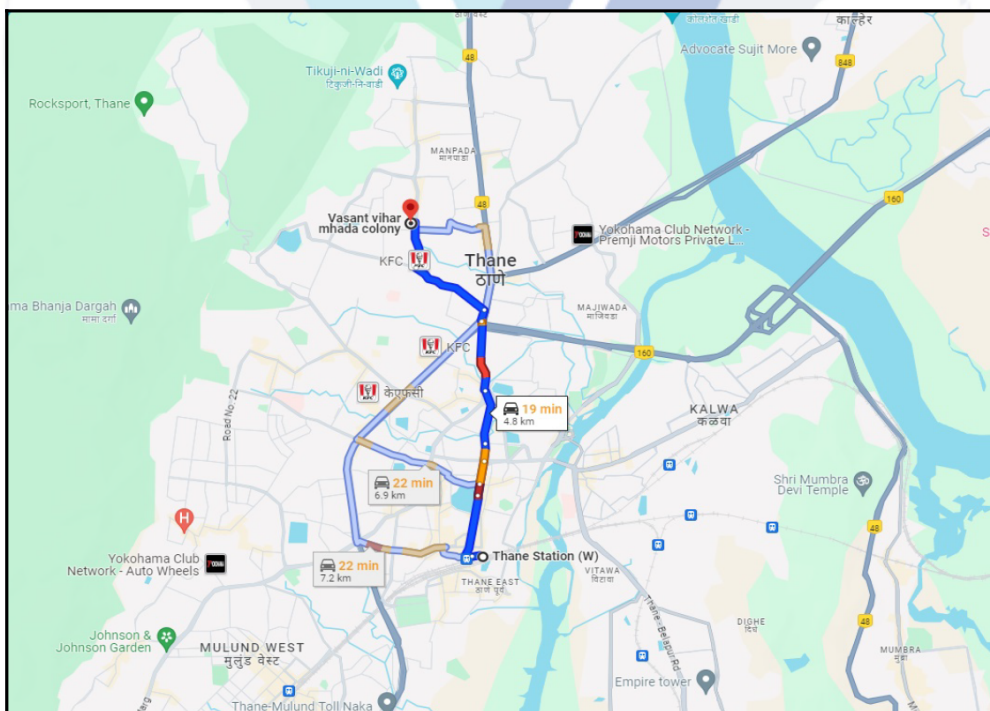 ठाणे वेस्ट
कोलशेत खाडी
काल्हेर
Advocate Sujit More
48
848
Tikuji-ni-Wadi
टिकुजी-नि-वाडी
Rocksport, Thane
MANPADA
मानपाडा
160
48
Vasant vihar
mhada colony
Yokohama Club Network -
Premji Motors Private L...
S
KFC
Thane
ठाणे
ma Bhanja Dargah
मामा दर्गा
MAJIWADA
माजिवडा
KFC
160
केएफसी
19 min
4.8 km
KALWA
कळवा
Road No. 22
22 min
6.9 km
Shri Mumbra
Devi Temple
H
48
Yokohama Club
Network - Auto Wheels
22 min
7.2 km
Thane Station (W)
THANE EAST
ठाणे पूर्व
VITAWA
विटावा
Thane - Belapur Rd
DIGHE
दिघे
Johnson &
Johnson Garden
48
MULUND WEST
मुलुंड वेस्ट
MUMBRA
मुंब्रा
Empire tower
Thane-Mulund Toll Naka